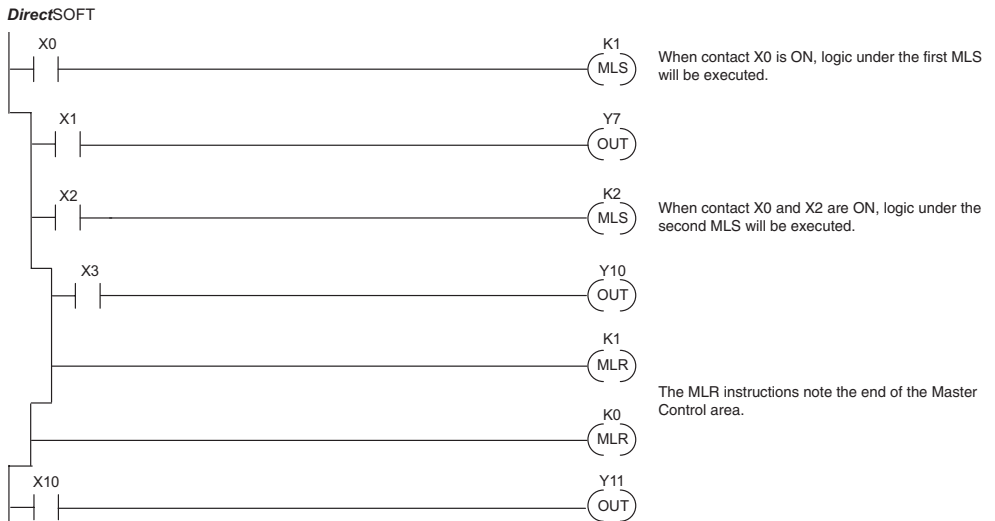 DirectSOFT
X0
K1
MLS
When contact X0 is ON, logic under the first MLS
will be executed.
X1
Y7
OUT
X2
K2
MLS
When contact X0 and X2 are ON, logic under the
second MLS will be executed.
X3
Y10
OUT
K1
MLR
The MLR instructions note the end of the Master
Control area.
K0
MLR
X10
Y11
OUT